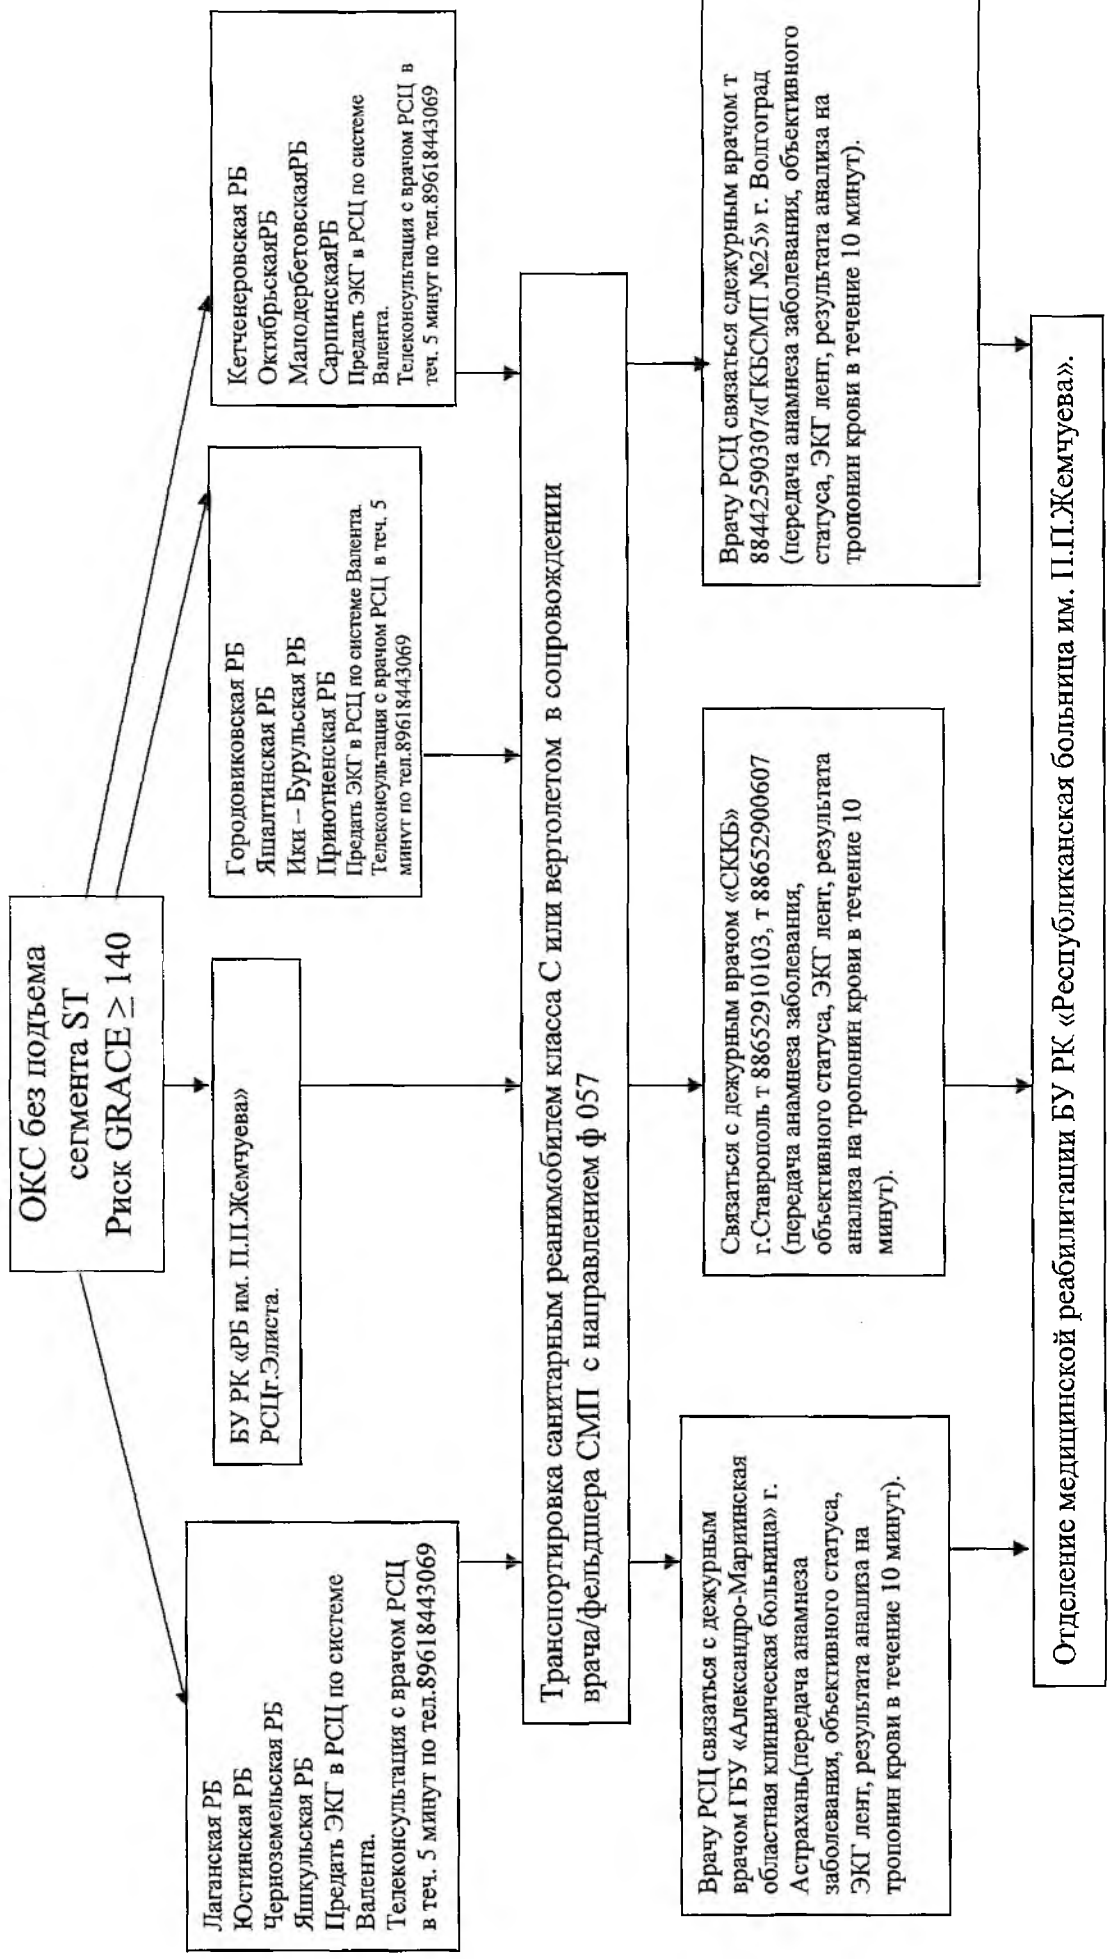 ОКС без подъема
сегмента ST
Риск GRACE ≥ 140
Лаганская РБ
Юстинская РБ
Черноземельская РБ
Яшкульская РБ
Предать ЭКГ в РСЦ по системе
Валента.
Телеконсультация с врачом РСЦ
в теч. 5 минут по тел.89618443069
БУ РК «РБ им. П.П.Жемчуева»
РСЦг.Элиста.
Городовиковская РБ
Яшалтинская РБ
Ики – Бурульская РБ
Приютненская РБ
Предать ЭКГ в РСЦ по системе Валента.
Телеконсультация с врачом РСЦ в теч. 5
минут по тел.89618443069
Кетченеровская РБ
ОктябрьскаяРБ
МалодербетовскаяРБ
СарпинскаяРБ
Предать ЭКГ в РСЦ по системе
Валента.
Телеконсультация с врачом РСЦ в
теч. 5 минут по тел.89618443069
Транспортировка санитарным реанимобилем класса С или вертолетом в сопровождении
врача/фельдшера СМП с направлением ф 057
Врачу РСЦ связаться с дежурным
врачом ГБУ «Александро-Мариинская
областная клиническая больница» г.
Астрахань(передача анамнеза
заболевания, объективного статуса,
ЭКГ лент, результата анализа на
тропонин крови в течение 10 минут).
Связаться с дежурным врачом «СККБ»
г.Ставрополь т 88652910103, т 88652900607
(передача анамнеза заболевания,
объективного статуса, ЭКГ лент, результата
анализа на тропонин крови в течение 10
минут).
Врачу РСЦ связаться сдежурным врачом т
88442590307«ГКБСМП №25» г. Волгоград
(передача анамнеза заболевания, объективного
статуса, ЭКГ лент, результата анализа на
тропонин крови в течение 10 минут).
Отделение медицинской реабилитации БУ РК «Республиканская больница им. П.П.Жемчуева».